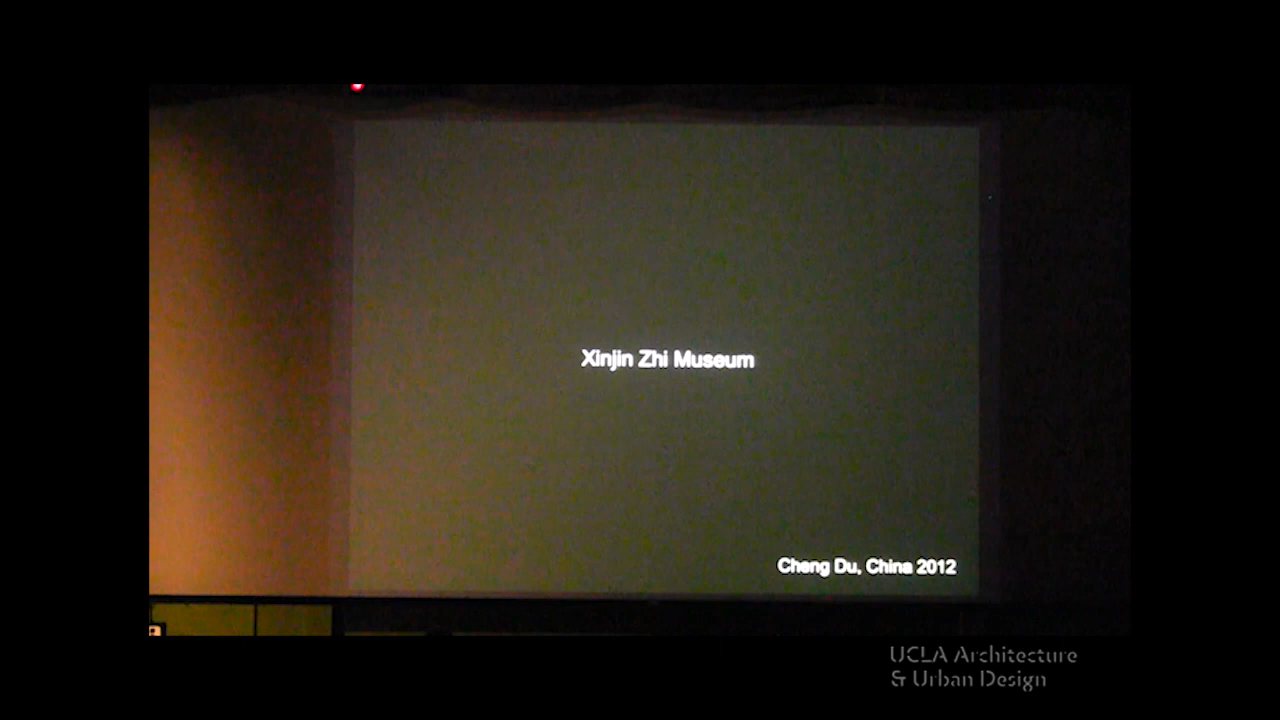 Xinjin Zhi Museum
Cheng Du, China 2012
UCLA Architecture
& Urban Design